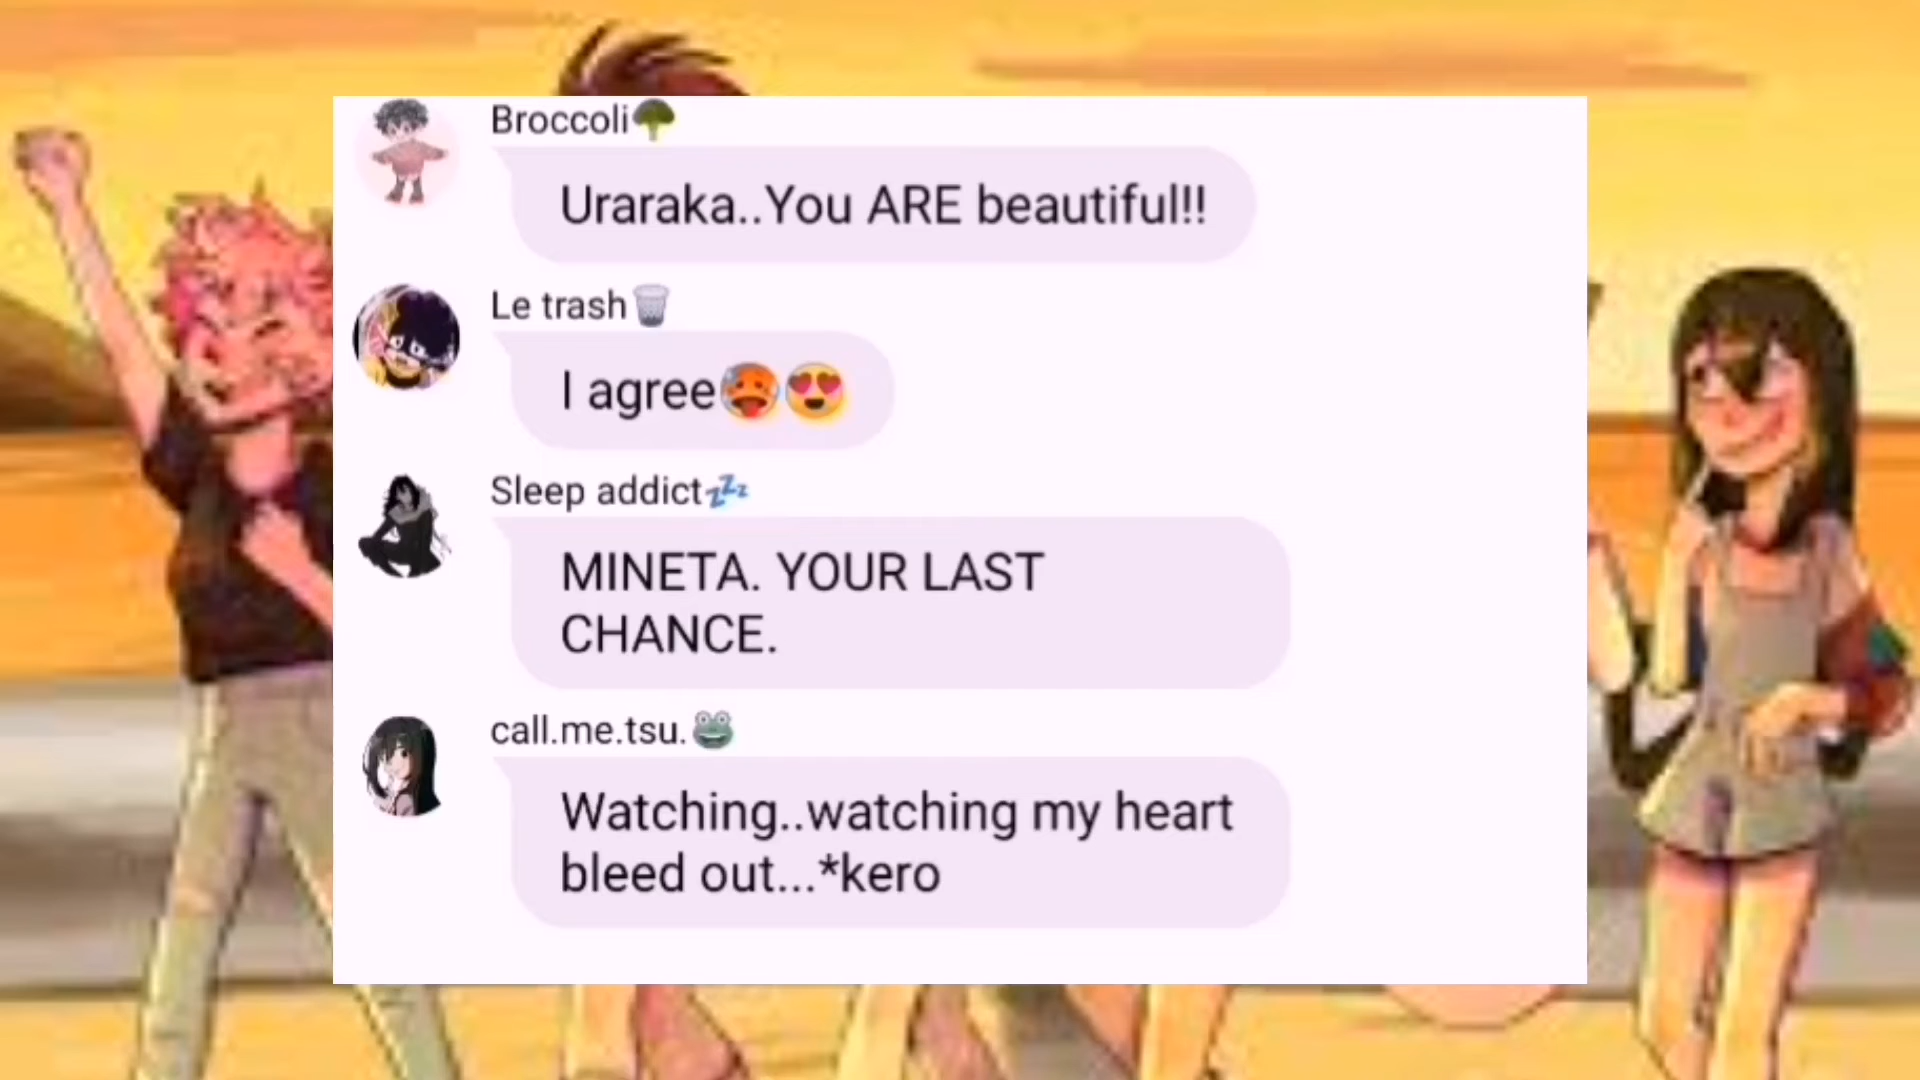 Broccoli🥦
Uraraka..You ARE beautiful!!
Le trash🗑️
I agree🥵😍
Sleep addict💤
MINETA. YOUR LAST
CHANCE.
call.me.tsu.🐸
Watching..watching my heart
bleed out...*kero